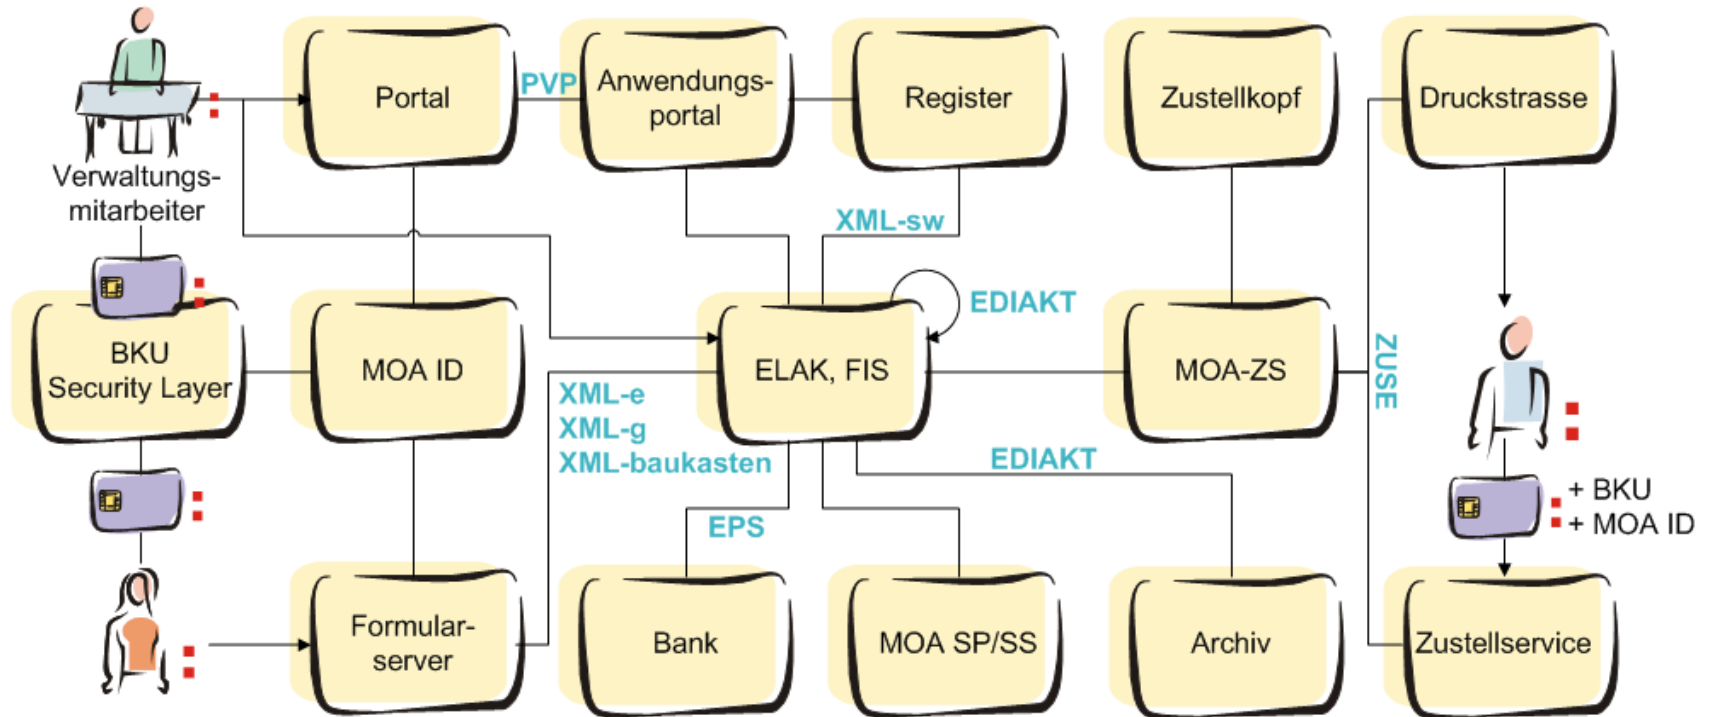 Portal
PVP
Anwendungs-
portal
Register
Zustellkopf
Druckstrasse
Verwaltungs-
mitarbeiter
XML-sw
EDIAKT
BKU
Security Layer
MOA ID
ELAK, FIS
MOA-ZS
ZUSE
XML-e
XML-g
XML-baukasten
EDIAKT
EPS
+ BKU
+ MOA ID
Formular-
server
Bank
MOA SP/SS
Archiv
Zustellservice